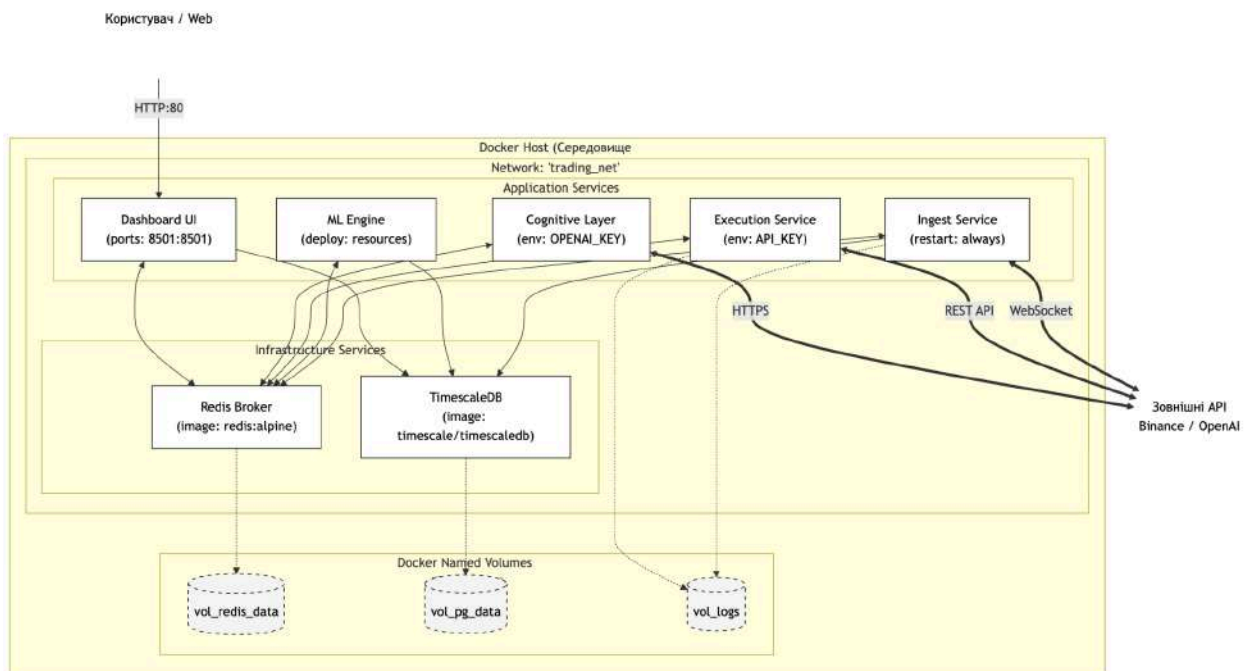 Користувач / Web
HTTP:80
Docker Host (Середовище
Network: 'trading_net'
Application Services
Dashboard UI
(ports: 8501:8501)
ML Engine
(deploy: resources)
Cognitive Layer
(env: OPENAI_KEY)
Execution Service
(env: API_KEY)
Ingest Service
(restart: always)
HTTPS
REST API
WebSocket
Infrastructure Services
Redis Broker
(image: redis:alpine)
TimescaleDB
(image:
timescale/timescaledb)
Зовнішні API
Binance / OpenAI
Docker Named Volumes
vol_redis_data
vol_pg_data
vol_logs